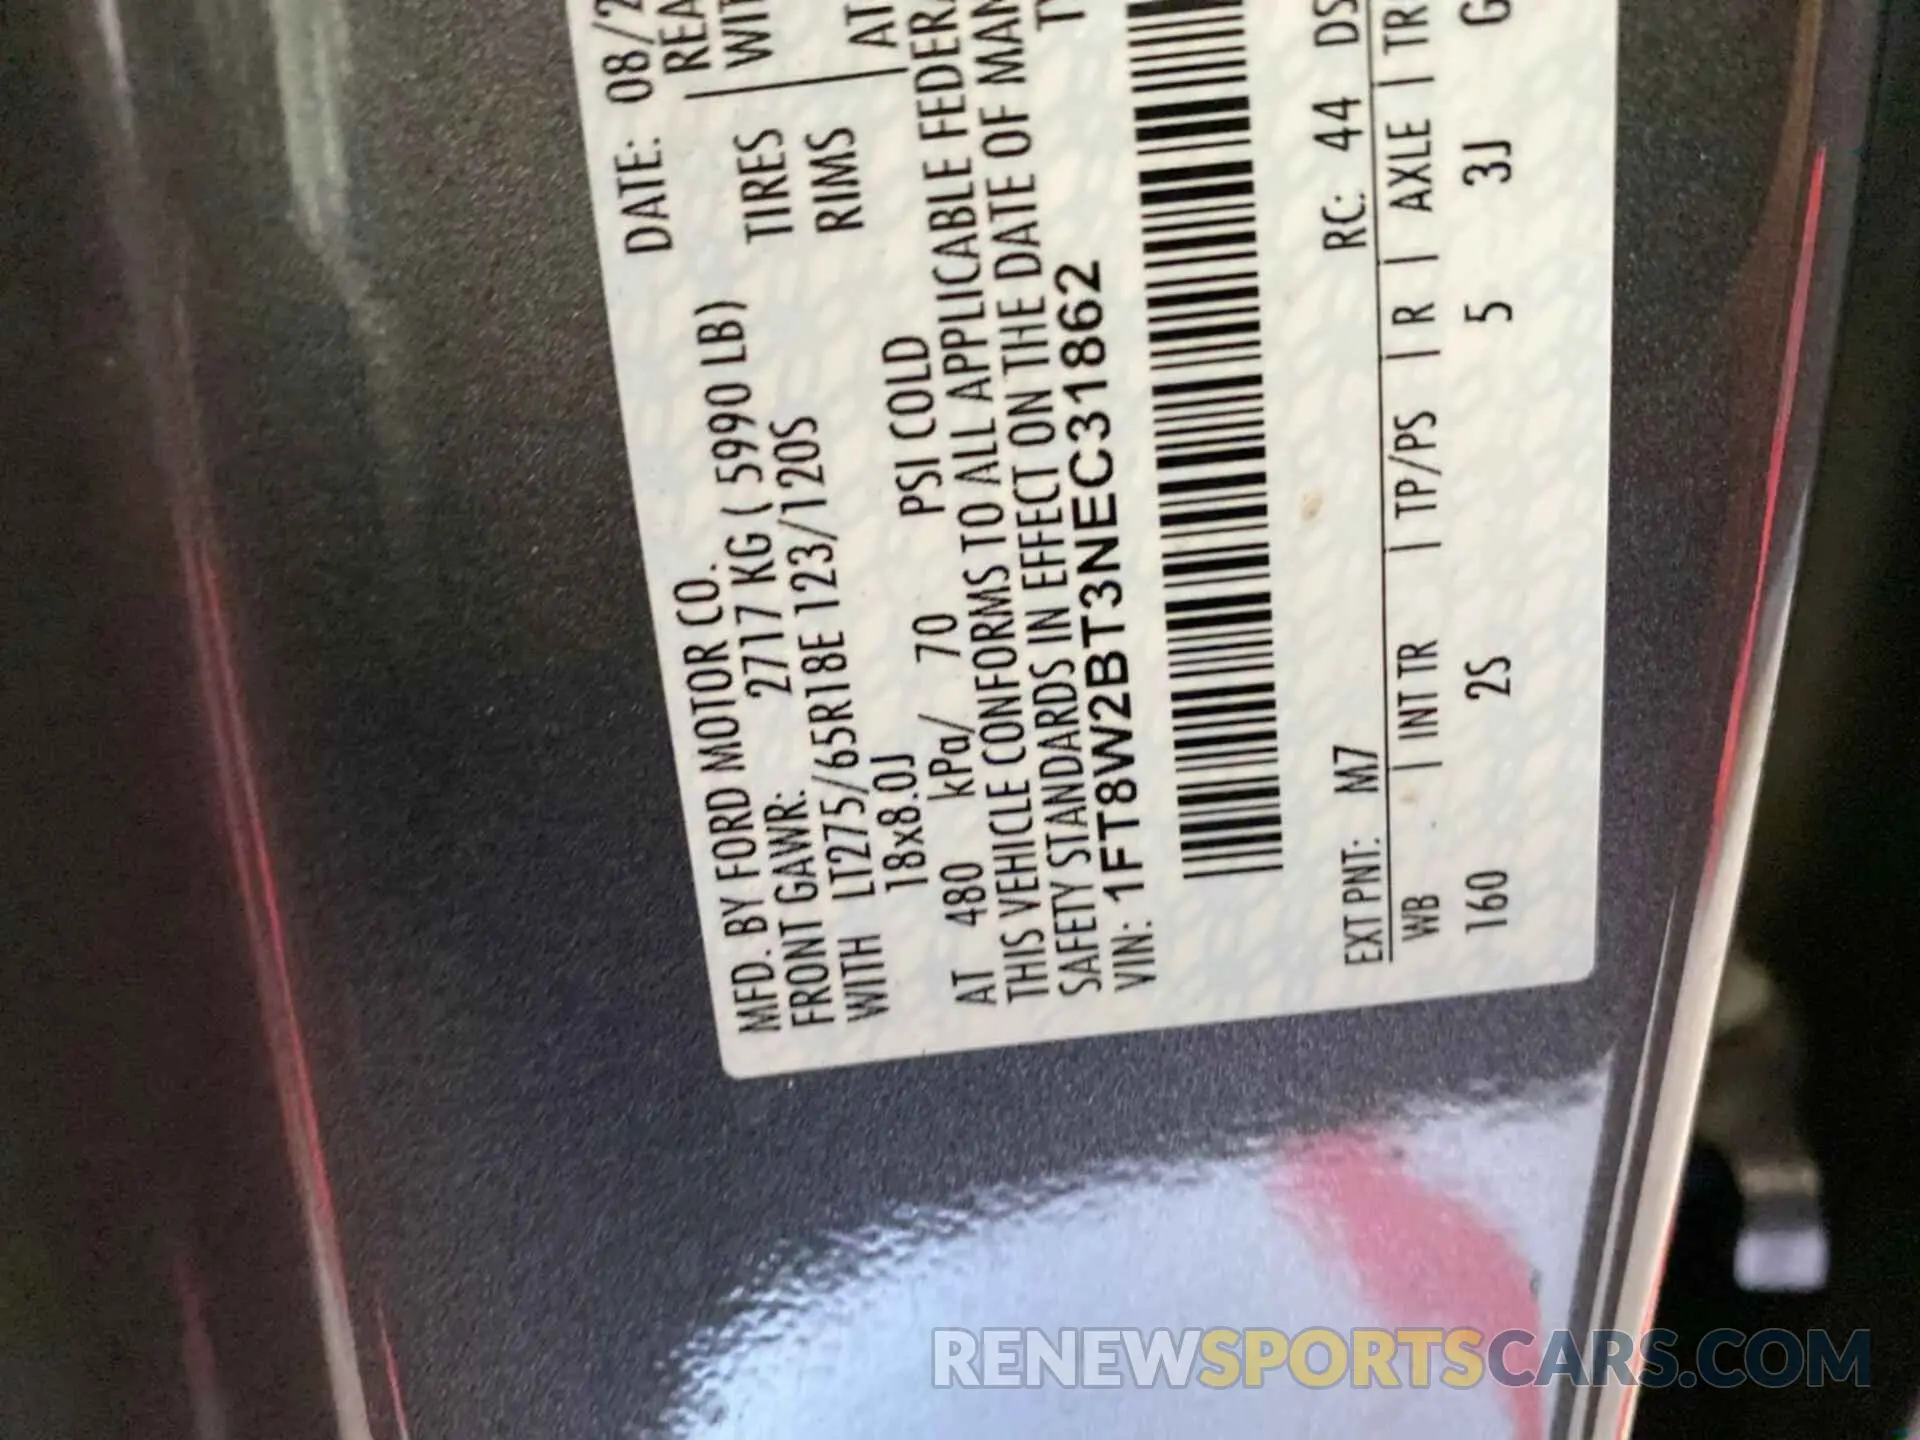 MFD. BY FORD MOTOR CO. DATE: 08/2
FRONT GAWR: 2717 KG ( 5990 LB)
WITH LT275/65R18E 123/120S TIRES
18x8.0J RIMS
AT 480 kPa/ 70 PSI COLD AT
THIS VEHICLE CONFORMS TO ALL APPLICABLE
SAFETY STANDARDS IN EFFECT ON THE DATE OF
VIN: 1FT8W2BT3NEC31862
EXT PNT: M7 RC: 44 DS
WB | INT TR | TP/PS | R | AXLE | TR
160 2S 5 3J G
RENEWSPORTSCARS.COM